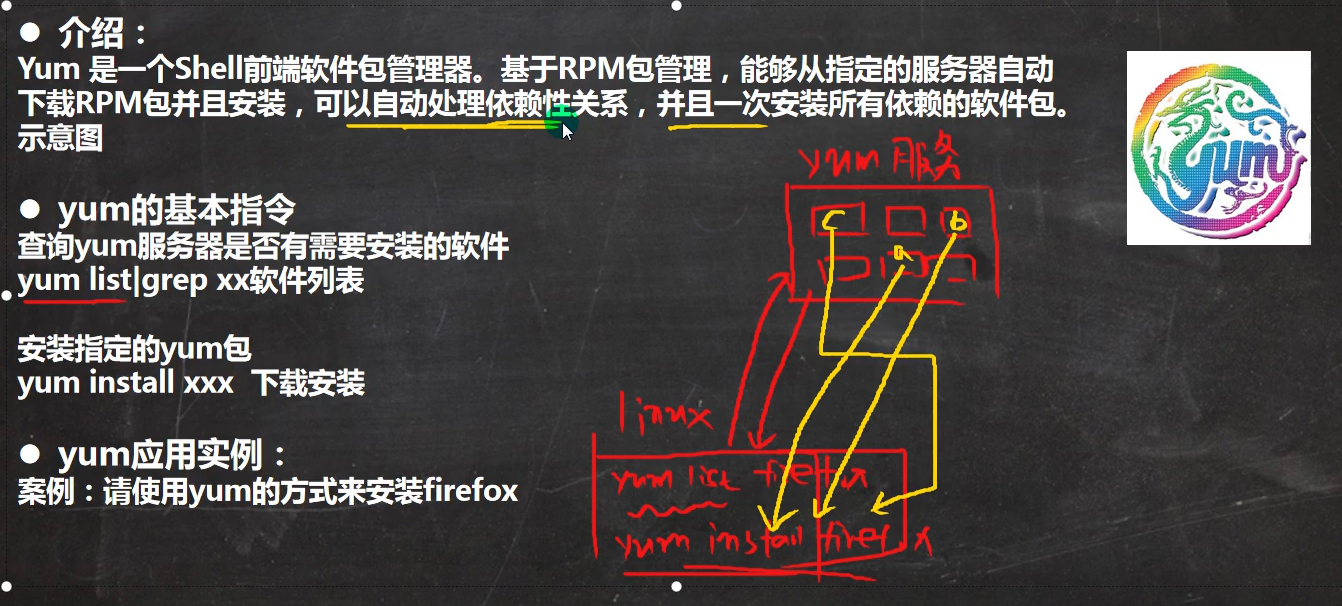 ● 介绍：
Yum 是一个Shell前端软件包管理器。基于RPM包管理，能够从指定的服务器自动
下载RPM包并且安装，可以自动处理依赖性关系，并且一次安装所有依赖的软件包。
示意图
● yum的基本指令
查询yum服务器是否有需要安装的软件
yum list|grep xx软件列表
安装指定的yum包
yum install xxx 下载安装
● yum应用实例：
案例：请使用yum的方式来安装firefox
yum
yum 服务
c b
a
linux
yum list firef.x
yum install firef.x